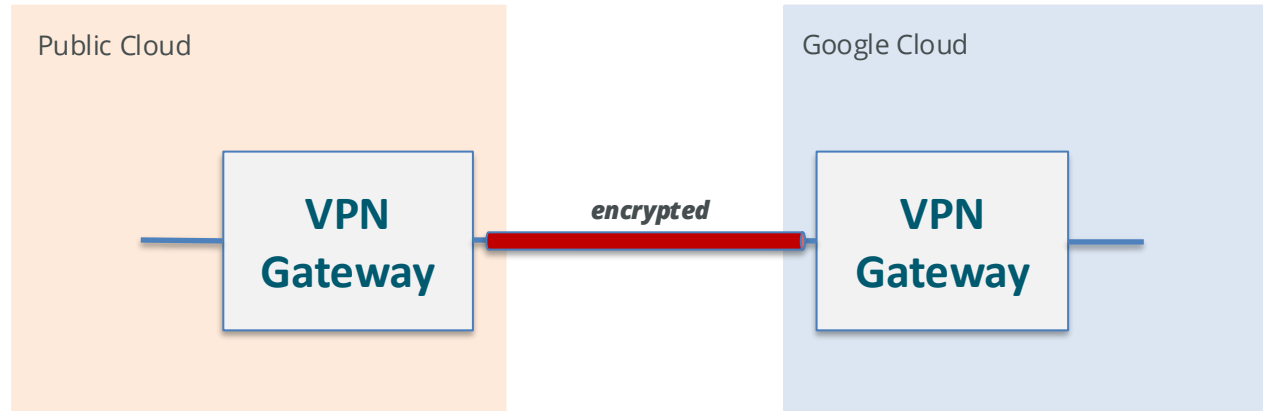 Public Cloud
Google Cloud
VPN
Gateway
encrypted
VPN
Gateway